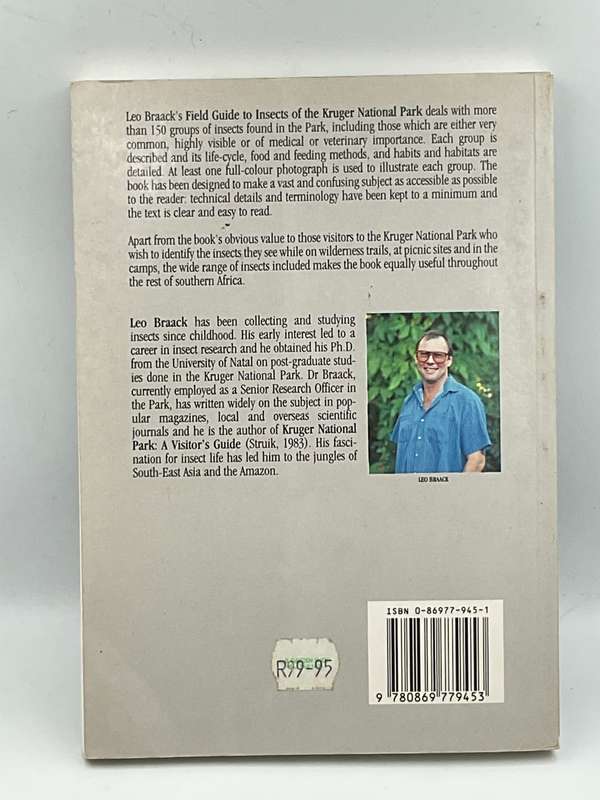 Leo Braack's Field Guide to Insects of the Kruger National Park deals with more
than 150 groups of insects found in the Park, including those which are either very
common, highly visible or of medical or veterinary importance. Each group is
described and its life-cycle, food and feeding methods, and habits and habitats are
detailed. At least one full-colour photograph is used to illustrate each group. The
book has been designed to make a vast and confusing subject as accessible as possible
to the reader: technical details and terminology have been kept to a minimum and
the text is clear and easy to read.
Apart from the book's obvious value to those visitors to the Kruger National Park who
wish to identify the insects they see while on wilderness trails, at picnic sites and in the
camps, the wide range of insects included makes the book equally useful throughout
the rest of southern Africa.
Leo Braack has been collecting and studying
insects since childhood. His early interest led to a
career in insect research and he obtained his Ph.D.
from the University of Natal on post-graduate stud-
ies done in the Kruger National Park. Dr Braack,
currently employed as a Senior Research Officer in
the Park, has written widely on the subject in pop-
ular magazines, local and overseas scientific
journals and he is the author of Kruger National
Park: A Visitor's Guide (Struik, 1983). His fasci-
nation for insect life has led him to the jungles of
South-East Asia and the Amazon.
LEO BRAACK
ISBN 0-86977-945-1
9 780869 779453